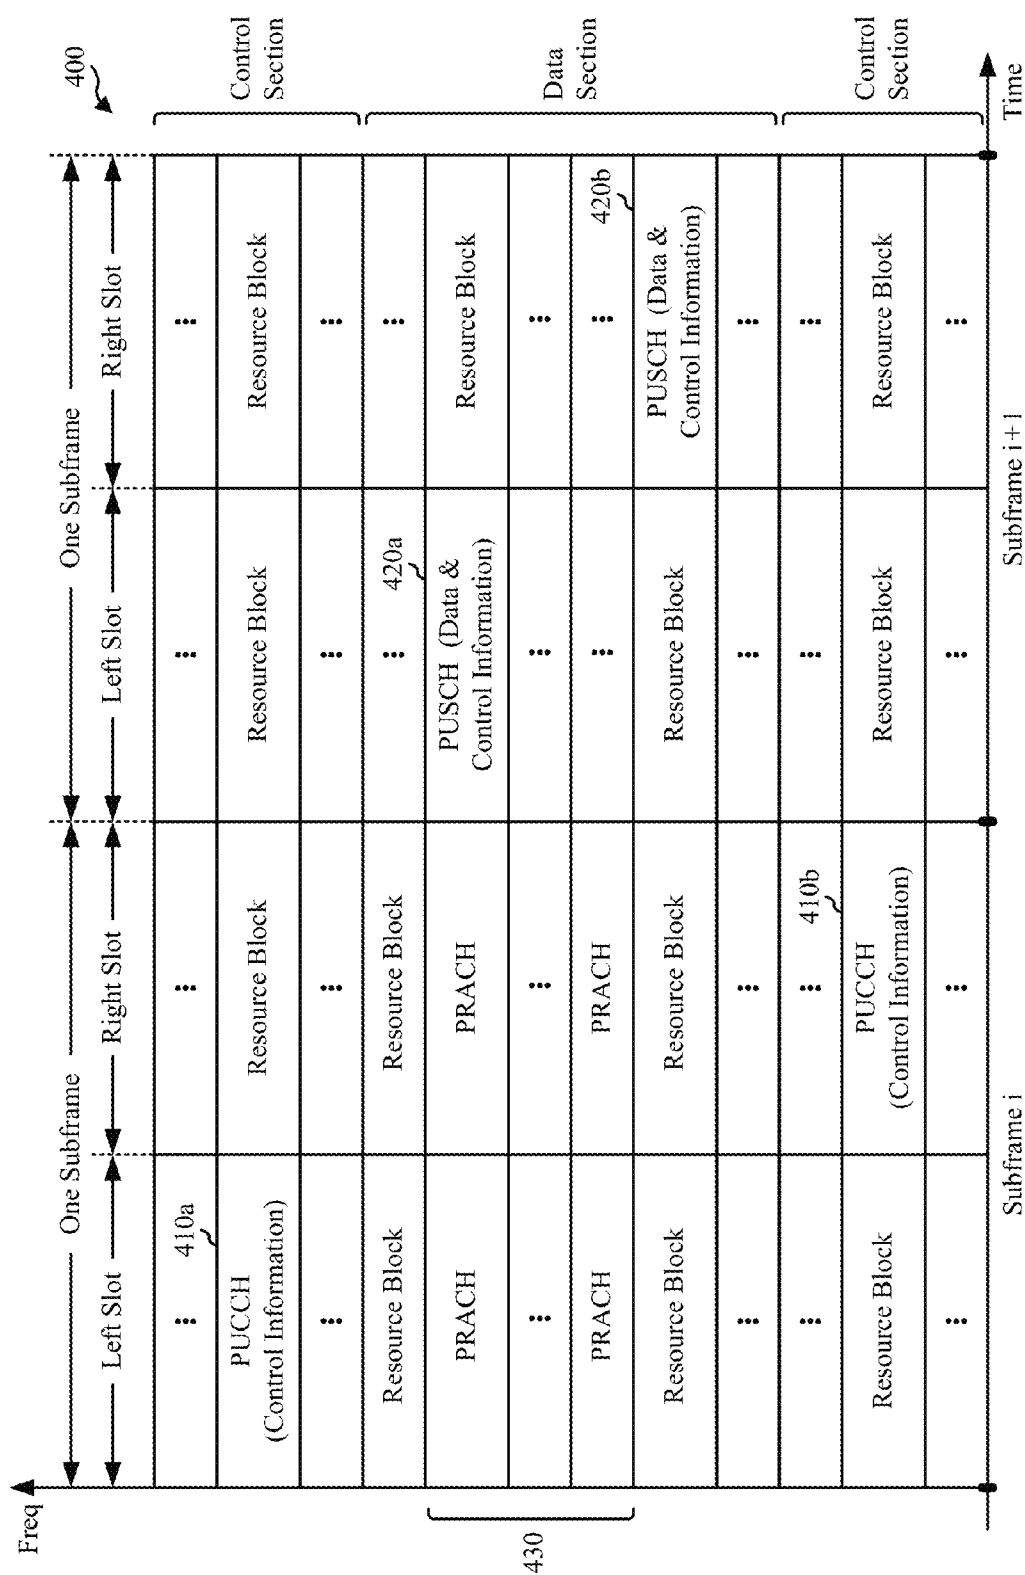 400
One Subframe
One Subframe
Left Slot
Right Slot
Left Slot
Right Slot
Freq
...
...
...
...
Control
Section
410a
PUCCH
(Control Information)
Resource Block
Resource Block
Resource Block
...
...
...
...
Resource Block
Resource Block
...
...
Data
Section
420a
430
PRACH
PRACH
PUSCH (Data &
Control Information)
Resource Block
...
...
...
...
PRACH
PRACH
...
...
420b
Resource Block
Resource Block
Resource Block
PUSCH (Data &
Control Information)
...
...
...
...
...
...
...
...
Control
Section
410b
Resource Block
PUCCH
(Control Information)
Resource Block
Resource Block
...
...
...
...
Subframe i
Subframe i+1
Time